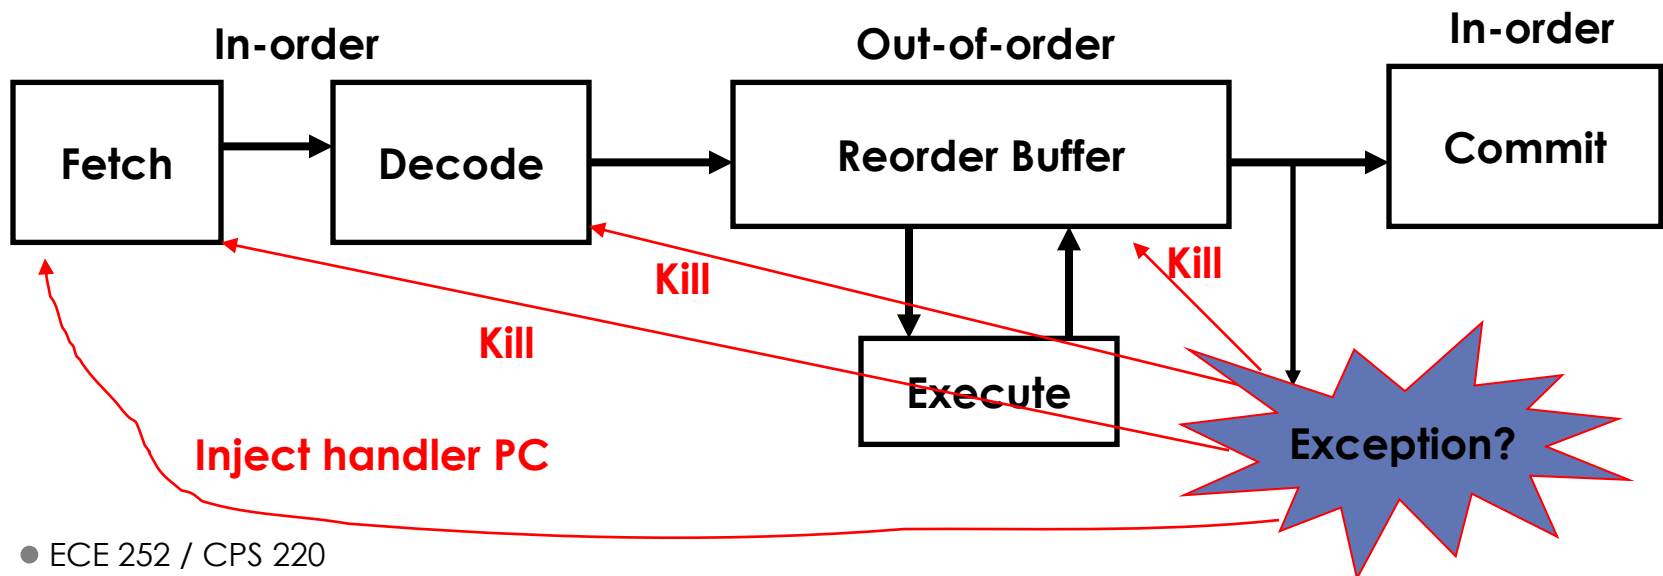 In-order
Out-of-order
In-order
Fetch
Decode
Reorder Buffer
Commit
Kill
Kill
Kill
Execute
Inject handler PC
Exception?
ECE 252 / CPS 220